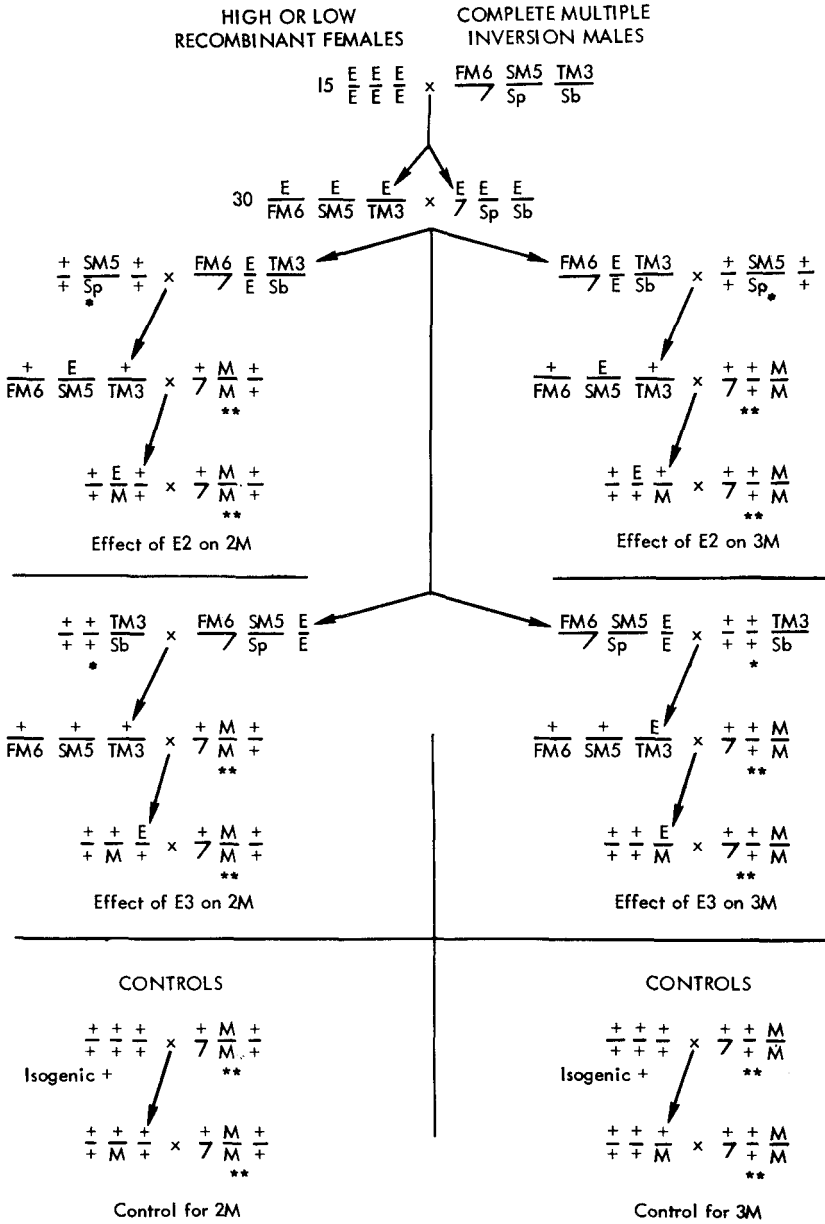 HIGH OR LOW
RECOMBINANT FEMALES
COMPLETE MULTIPLE
INVERSION MALES
15 E/E E/E E/E × FM6/7 SM5/Sp TM3/Sb
30 E/FM6 E/SM5 E/TM3 × E/7 E/Sp E/Sb
+/+ SM5/Sp +/+ × FM6/7 E/E TM3/Sb
*
FM6/7 E/E TM3/Sb × +/+ SM5/Sp +/+
*
+/FM6 E/SM5 +/TM3 × +/7 M/M +/+
**
+/FM6 E/SM5 +/TM3 × +/7 +/+ M/M
**
+/+ E/M +/+ × +/7 M/M +/+
**
+/+ E/+ +/M × +/7 +/+ M/M
**
Effect of E2 on 2M
Effect of E2 on 3M
+/+ +/+ TM3/Sb × FM6/7 SM5/Sp E/E
*
FM6/7 SM5/Sp E/E × +/+ +/+ TM3/Sb
*
+/FM6 +/SM5 +/TM3 × +/7 M/M +/+
**
+/FM6 +/SM5 E/TM3 × +/7 +/+ M/M
**
+/+ +/M E/+ × +/7 M/M +/+
**
+/+ +/+ E/M × +/7 +/+ M/M
**
Effect of E3 on 2M
Effect of E3 on 3M
CONTROLS
CONTROLS
+/+ +/+ +/+ × +/7 M/M +/+
**
Isogenic +
+/+ +/+ +/+ × +/7 +/+ M/M
**
Isogenic +
+/+ +/M +/+ × +/7 M/M +/+
**
+/+ +/+ +/M × +/7 +/+ M/M
**
Control for 2M
Control for 3M